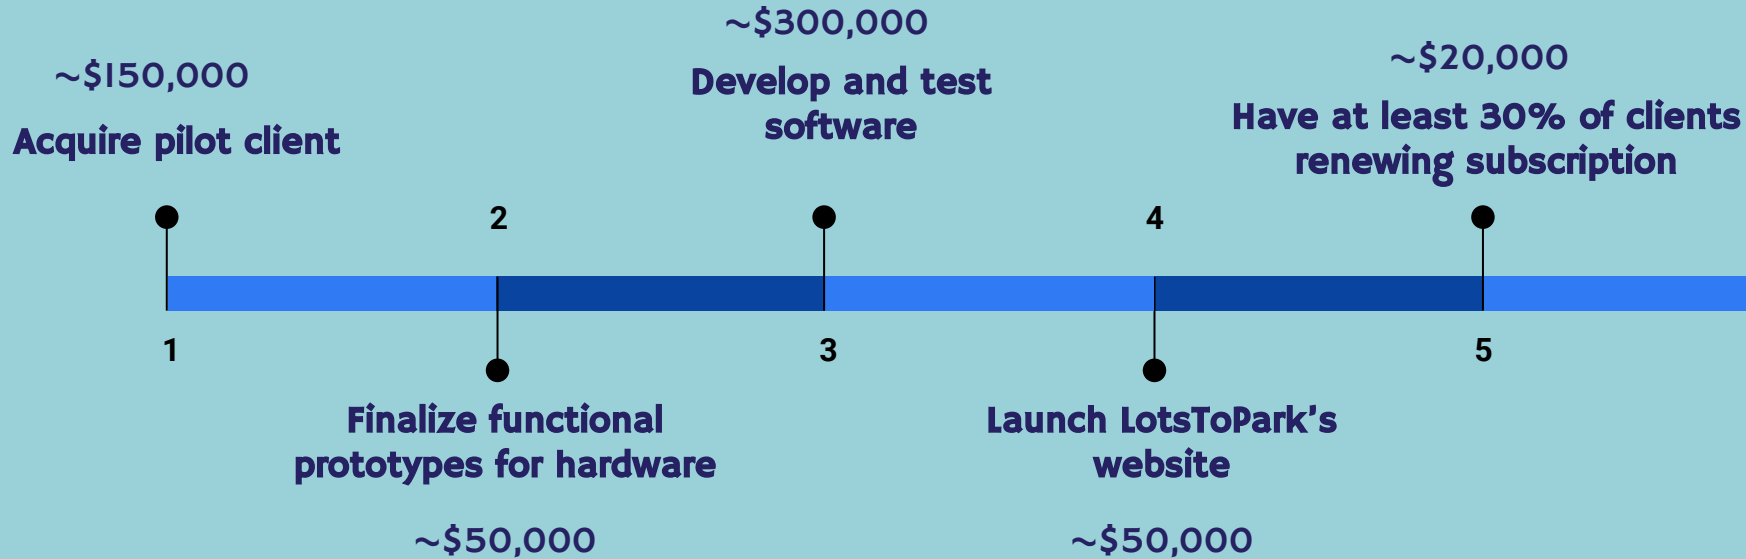 ~$150,000
Acquire pilot client
1
2
Finalize functional
prototypes for hardware
~$50,000
~$300,000
Develop and test
software
3
4
Launch LotsToPark's
website
~$50,000
~$20,000
Have at least 30% of clients
renewing subscription
5